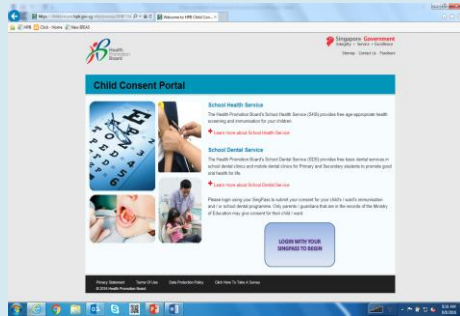 Welcome to HPB Child Con...
Health
Promotion
Board
Singapore Government
Integrity • Service • Excellence
Sitemap Contact Us Feedback
Child Consent Portal
School Health Service
The Health Promotion Board's School Health Service (SHS) provides free age-appropriate health
screening and immunisation for your children.
Learn more about School Health Service
School Dental Service
The Health Promotion Board's School Dental Service (SDS) provides free basic dental services in
school dental clinics and mobile dental clinics for Primary and Secondary students to promote good
oral health for life.
Learn more about School Dental Service
Please login using your SingPass to submit your consent for your child's / ward's immunisation
and / or school dental programme. Only parents / guardians that are in the records of the Ministry
of Education may give consent for their child / ward.
LOGIN WITH YOUR
SINGPASS TO BEGIN
Privacy Statement Terms Of Use Data Protection Policy Click Here To Take A Survey
Health Promotion Board